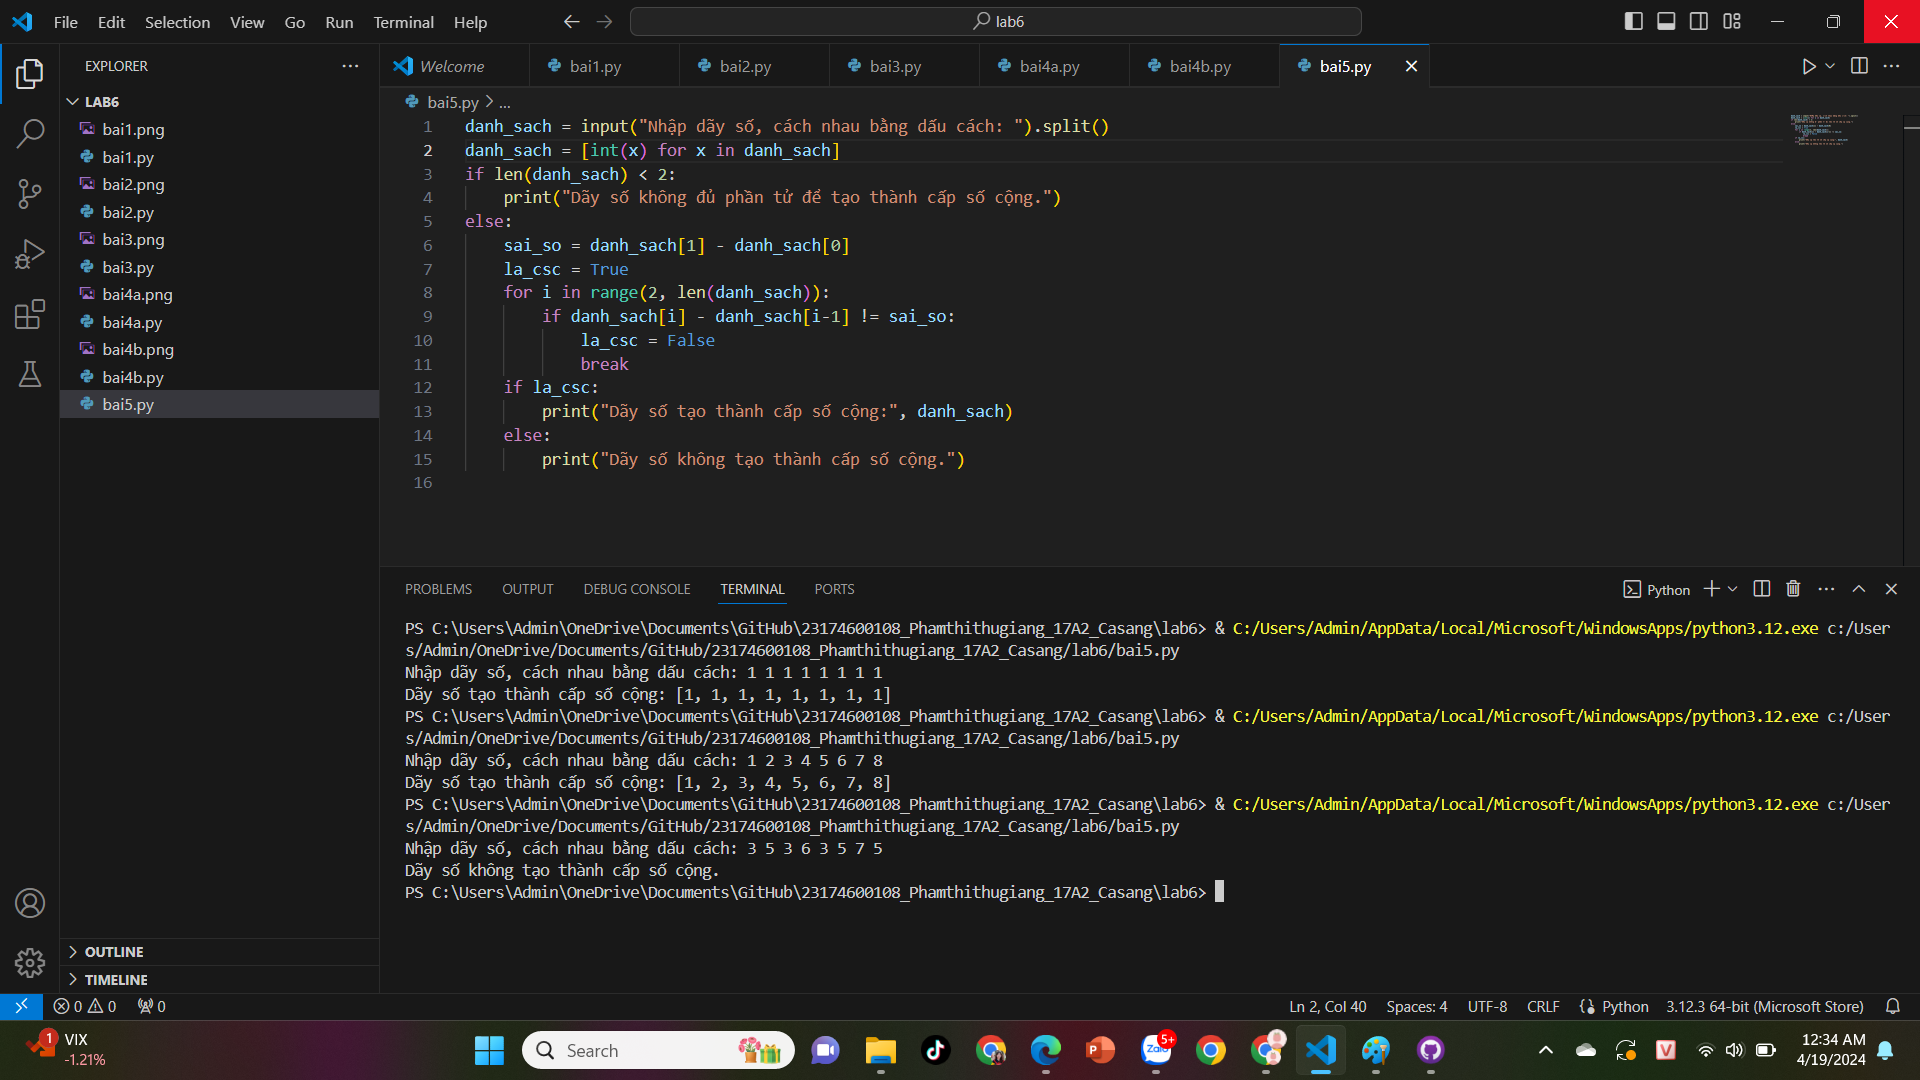 File Edit Selection View Go Run Terminal Help
lab6
EXPLORER
LAB6
bai1.png
bai1.py
bai2.png
bai2.py
bai3.png
bai3.py
bai4a.png
bai4a.py
bai4b.png
bai4b.py
bai5.py
OUTLINE
TIMELINE
Welcome bai1.py bai2.py bai3.py bai4a.py bai4b.py bai5.py
bai5.py > ...
1 danh_sach = input("Nhập dãy số, cách nhau bằng dấu cách: ").split()
2 danh_sach = [int(x) for x in danh_sach]
3 if len(danh_sach) < 2:
4     print("Dãy số không đủ phần tử để tạo thành cấp số cộng.")
5 else:
6     sai_so = danh_sach[1] - danh_sach[0]
7     la_csc = True
8     for i in range(2, len(danh_sach)):
9         if danh_sach[i] - danh_sach[i-1] != sai_so:
10             la_csc = False
11             break
12     if la_csc:
13         print("Dãy số tạo thành cấp số cộng:", danh_sach)
14     else:
15         print("Dãy số không tạo thành cấp số cộng.")
16
PROBLEMS OUTPUT DEBUG CONSOLE TERMINAL PORTS
Python
PS C:\Users\Admin\OneDrive\Documents\GitHub\23174600108_Phamthithugiang_17A2_Casang\lab6> & C:/Users/Admin/AppData/Local/Microsoft/WindowsApps/python3.12.exe c:/User
s/Admin/OneDrive/Documents/GitHub/23174600108_Phamthithugiang_17A2_Casang/lab6/bai5.py
Nhập dãy số, cách nhau bằng dấu cách: 1 1 1 1 1 1 1 1
Dãy số tạo thành cấp số cộng: [1, 1, 1, 1, 1, 1, 1, 1]
PS C:\Users\Admin\OneDrive\Documents\GitHub\23174600108_Phamthithugiang_17A2_Casang\lab6> & C:/Users/Admin/AppData/Local/Microsoft/WindowsApps/python3.12.exe c:/User
s/Admin/OneDrive/Documents/GitHub/23174600108_Phamthithugiang_17A2_Casang/lab6/bai5.py
Nhập dãy số, cách nhau bằng dấu cách: 1 2 3 4 5 6 7 8
Dãy số tạo thành cấp số cộng: [1, 2, 3, 4, 5, 6, 7, 8]
PS C:\Users\Admin\OneDrive\Documents\GitHub\23174600108_Phamthithugiang_17A2_Casang\lab6> & C:/Users/Admin/AppData/Local/Microsoft/WindowsApps/python3.12.exe c:/User
s/Admin/OneDrive/Documents/GitHub/23174600108_Phamthithugiang_17A2_Casang/lab6/bai5.py
Nhập dãy số, cách nhau bằng dấu cách: 3 5 3 6 3 5 7 5
Dãy số không tạo thành cấp số cộng.
PS C:\Users\Admin\OneDrive\Documents\GitHub\23174600108_Phamthithugiang_17A2_Casang\lab6>
0 0 0
Ln 2, Col 40 Spaces: 4 UTF-8 CRLF Python 3.12.3 64-bit (Microsoft Store)
1 VIX
-1.21%
Search
Zalo 5+
12:34 AM
4/19/2024